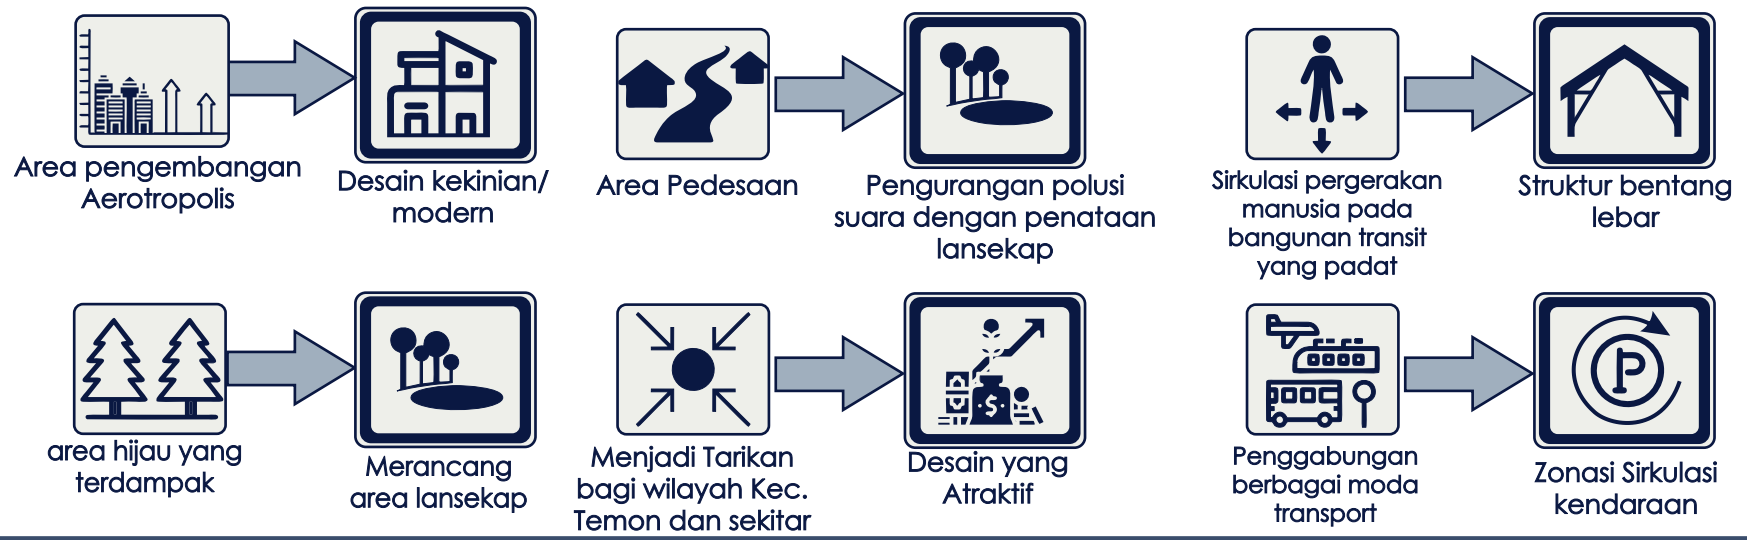 Area pengembangan
Aerotropolis
Desain kekinian/
modern
Area Pedesaan
Pengurangan polusi
suara dengan penataan
lansekap
Sirkulasi pergerakan
manusia pada
bangunan transit
yang padat
Struktur bentang
lebar
area hijau yang
terdampak
Merancang
area lansekap
Menjadi Tarikan
bagi wilayah Kec.
Temon dan sekitar
$
Desain yang
Atraktif
Penggabungan
berbagai moda
transport
P
Zonasi Sirkulasi
kendaraan